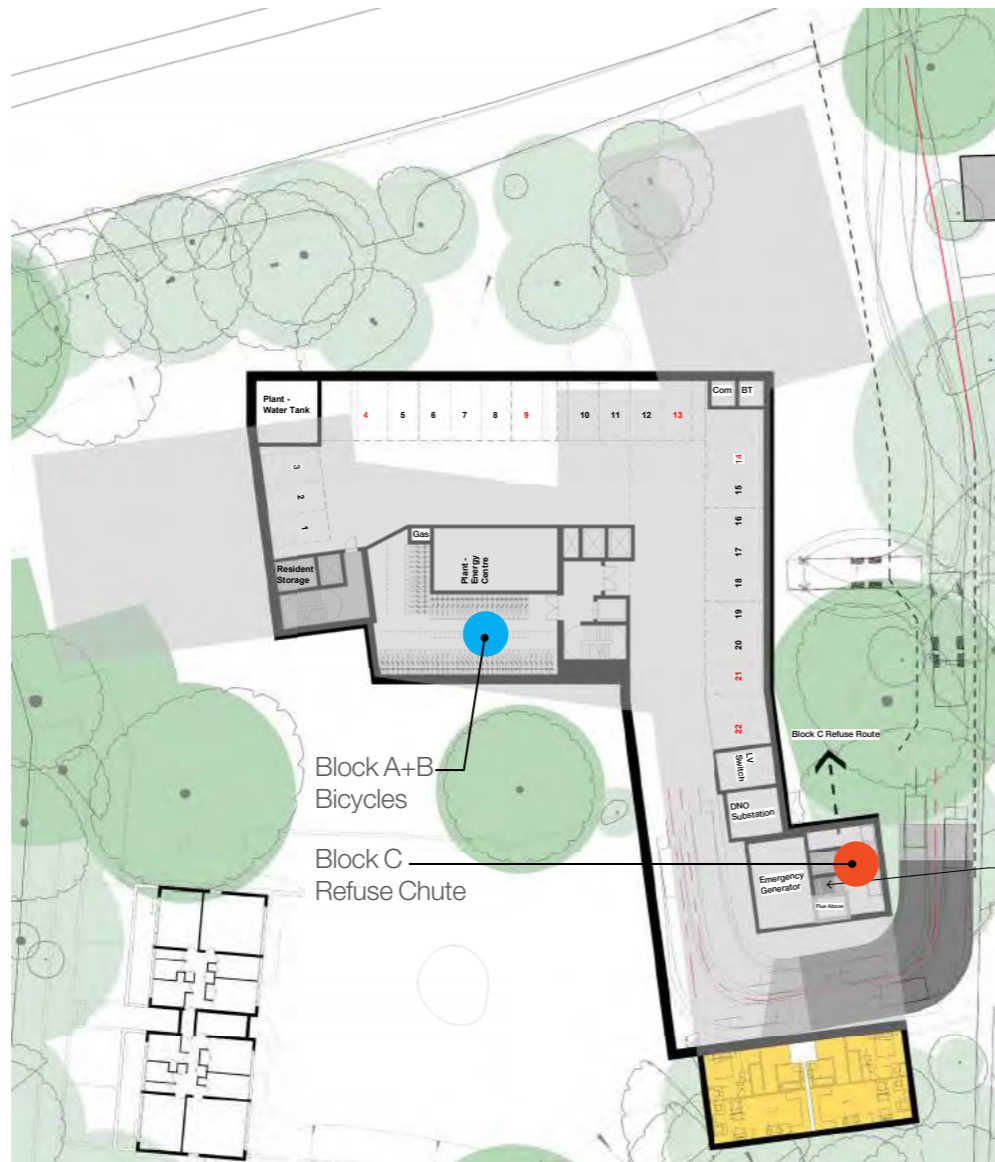 Plant -
Water Tank
4
5
6
7
8
9
10
11
12
13
Com
BT
3
2
1
14
15
16
17
18
19
20
21
22
Gas
Plant -
Energy
Centre
Resident
Storage
Block A+B
Bicycles
Block C Refuse Route
LV
Switch
DNO
Substation
Block C
Refuse Chute
Emergency
Generator
Flue Above